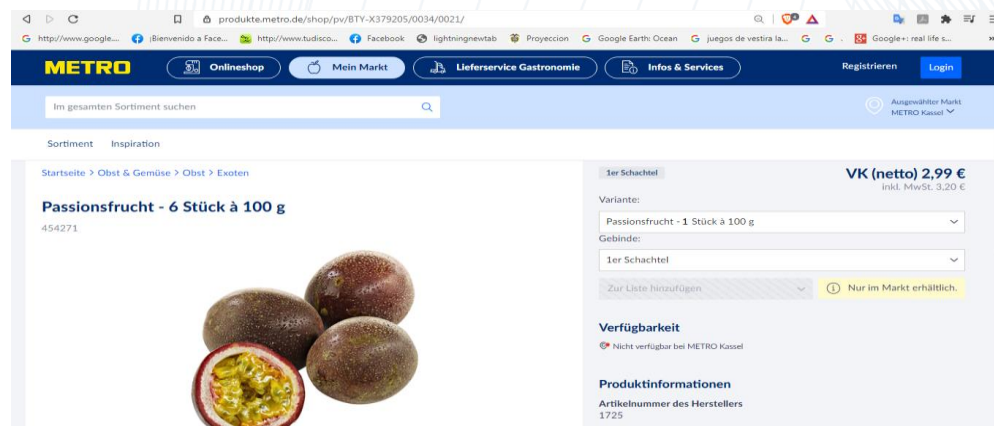 produkte.metro.de/shop/pv/BTY-X379205/0034/0021/
http://www.google.... ¡Bienvenido a Face... http://www.tudisco... Facebook lightningnewtab Proyeccion Google Earth: Ocean juegos de vestira la... G . Google+: real life s...
METRO Onlineshop Mein Markt Lieferservice Gastronomie Infos & Services Registrieren Login
Im gesamten Sortiment suchen
Ausgewählter Markt
METRO Kassel
Sortiment Inspiration
Startseite > Obst & Gemüse > Obst > Exoten
Passionsfrucht - 6 Stück à 100 g
454271
1er Schachtel
VK (netto) 2,99 €
inkl. MwSt. 3,20 €
Variante:
Passionsfrucht - 1 Stück à 100 g
Gebinde:
1er Schachtel
Zur Liste hinzufügen
Nur im Markt erhältlich.
Verfügbarkeit
Nicht verfügbar bei METRO Kassel
Produktinformationen
Artikelnummer des Herstellers
1725